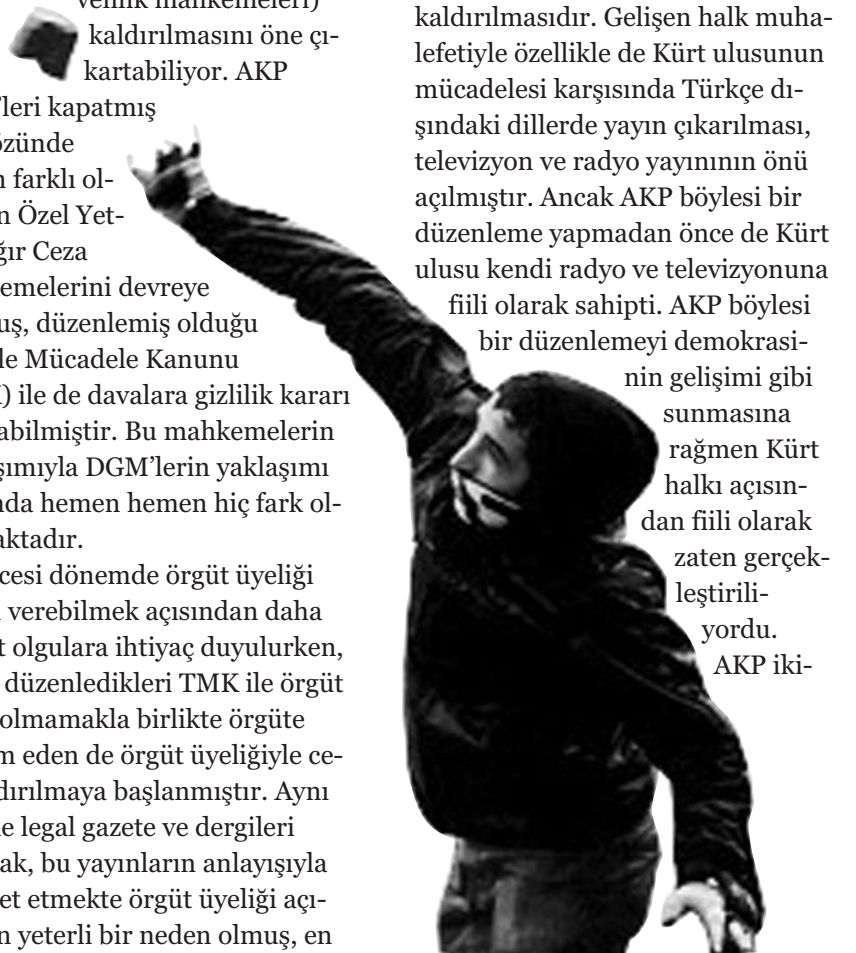 venlik mahkemeleri)
kaldırılmasını öne çı-
kartabiliyor. AKP
'leri kapatmış
özünde
n farklı ol-
n Özel Yet-
ğır Ceza
emelerini devreye
uş, düzenlemiş olduğu
le Mücadele Kanunu
) ile de davalara gizlilik kararı
abilmiştir. Bu mahkemelerin
şımıyla DGM'lerin yaklaşımı
nda hemen hemen hiç fark ol-
aktadır.
cesi dönemde örgüt üyeliği
verebilmek açısından daha
t olgulara ihtiyaç duyulurken,
düzenledikleri TMK ile örgüt
olmamakla birlikte örgüte
m eden de örgüt üyeliğiyle ce-
dırılmaya başlanmıştır. Aynı
le legal gazete ve dergileri
ak, bu yayınların anlayışıyla
et etmekte örgüt üyeliği açı-
n yeterli bir neden olmuş, en
kaldırılmasıdır. Gelişen halk muha-
lefetiyle özellikle de Kürt ulusunun
mücadelesi karşısında Türkçe dı-
şındaki dillerde yayın çıkarılması,
televizyon ve radyo yayınının önü
açılmıştır. Ancak AKP böylesi bir
düzenleme yapmadan önce de Kürt
ulusu kendi radyo ve televizyonuna
fiili olarak sahipti. AKP böylesi
bir düzenlemeyi demokrasi-
nin gelişimi gibi
sunmasına
rağmen Kürt
halkı açısın-
dan fiili olarak
zaten gerçek-
leştirili-
yordu.
AKP iki-